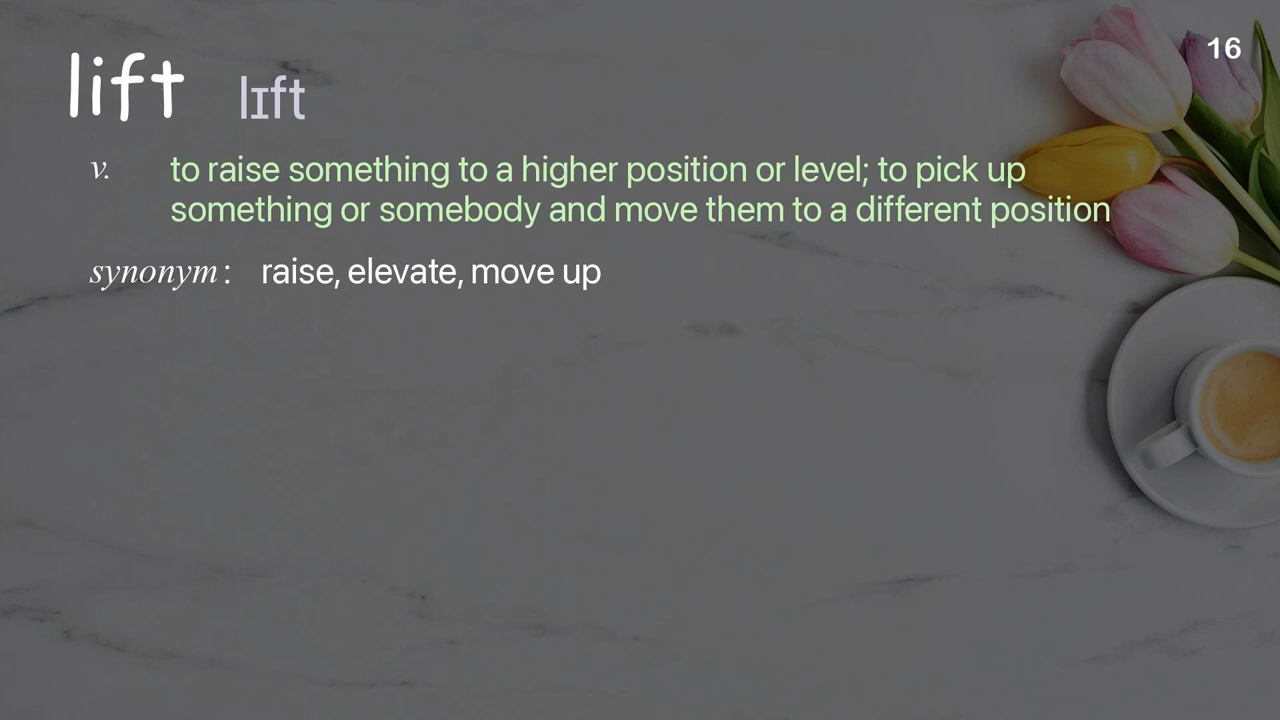 16
lift lɪft
v. to raise something to a higher position or level; to pick up
something or somebody and move them to a different position
synonym: raise, elevate, move up